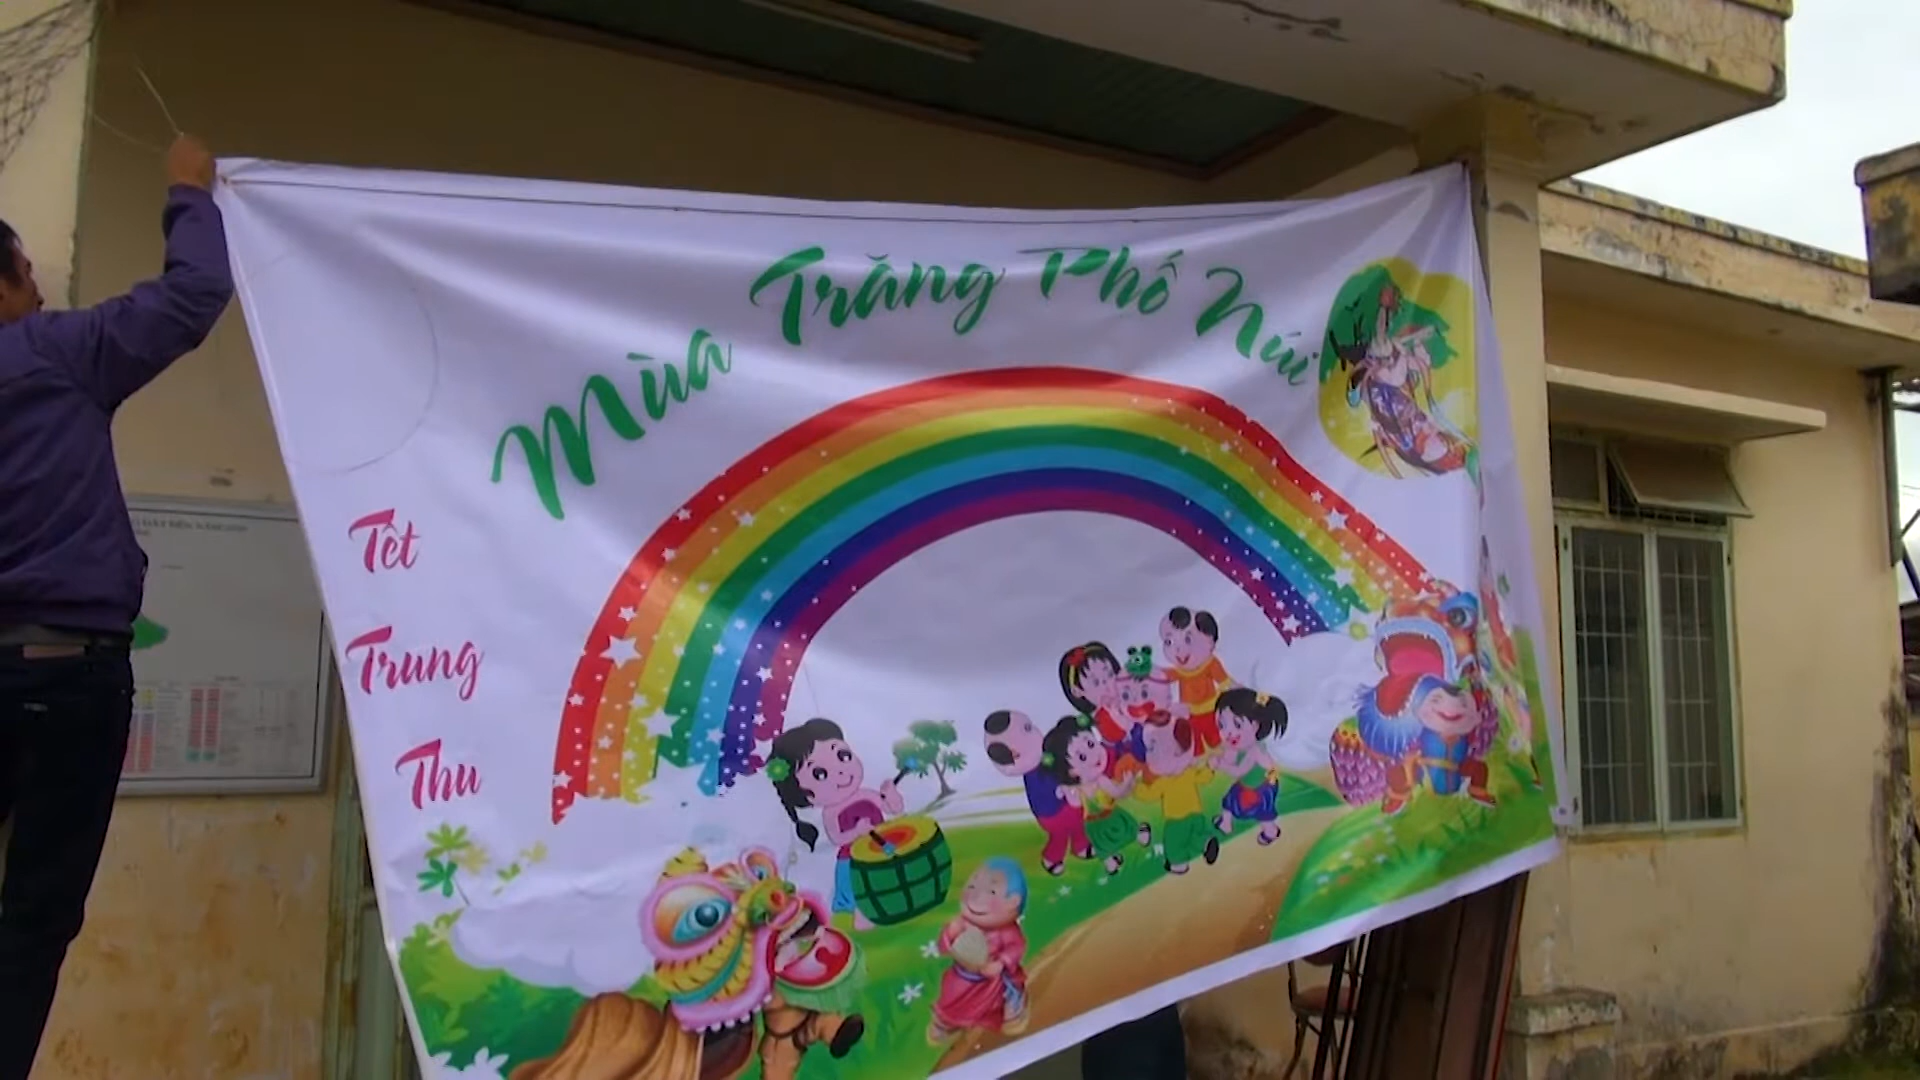 Mùa Trăng Phố Núi
Tết
Trung
Thu